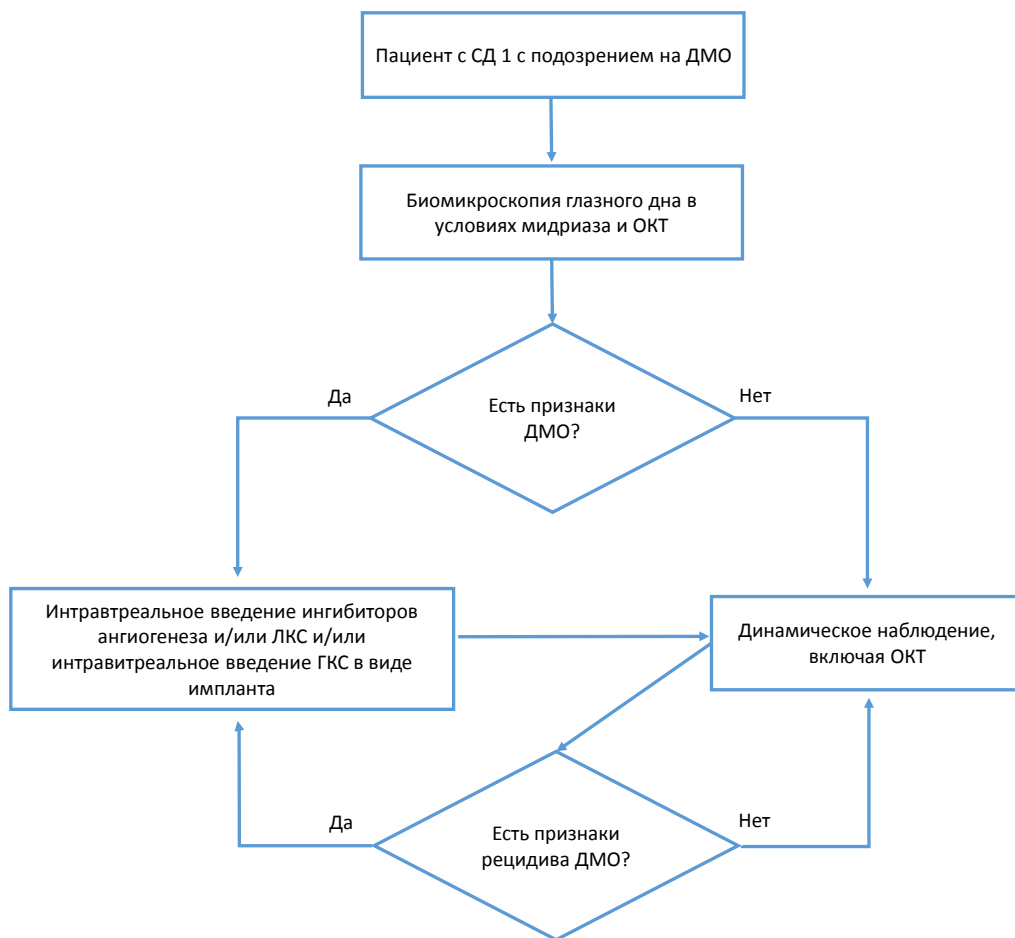 Пациент с СД 1 с подозрением на ДМО
Биомикроскопия глазного дна в
условиях мидриаза и ОКТ
Да
Нет
Есть признаки
ДМО?
Интравтреальное введение ингибиторов
ангиогенеза и/или ЛКС и/или
интравитреальное введение ГКС в виде
импланта
Динамическое наблюдение,
включая ОКТ
Да
Нет
Есть признаки
рецидива ДМО?